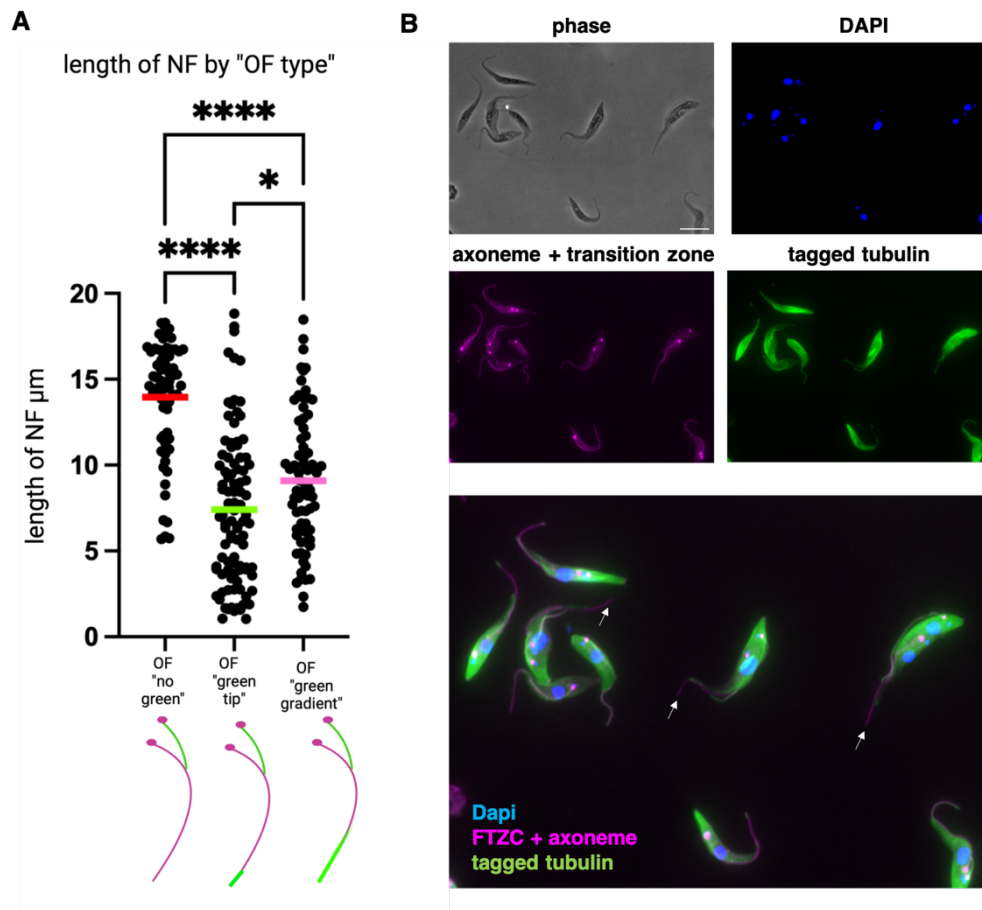 A
length of NF by "OF type"
****
*
****
20
15
10
5
0
length of NF µm
OF
"no
green"
OF
"green
tip"
OF
"green
gradient"
B
phase
DAPI
axoneme + transition zone
tagged tubulin
Dapi
FTZC + axoneme
tagged tubulin